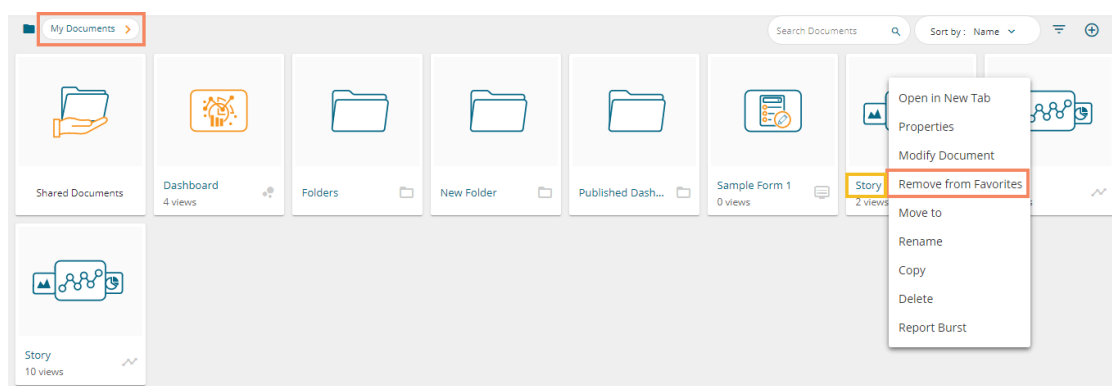 My Documents
Search Documents
Sort by : Name
Shared Documents
Dashboard
4 views
Folders
New Folder
Published Dash...
Sample Form 1
0 views
Story
2 views
Open in New Tab
Properties
Modify Document
Remove from Favorites
Move to
Rename
Copy
Delete
Report Burst
Story
10 views